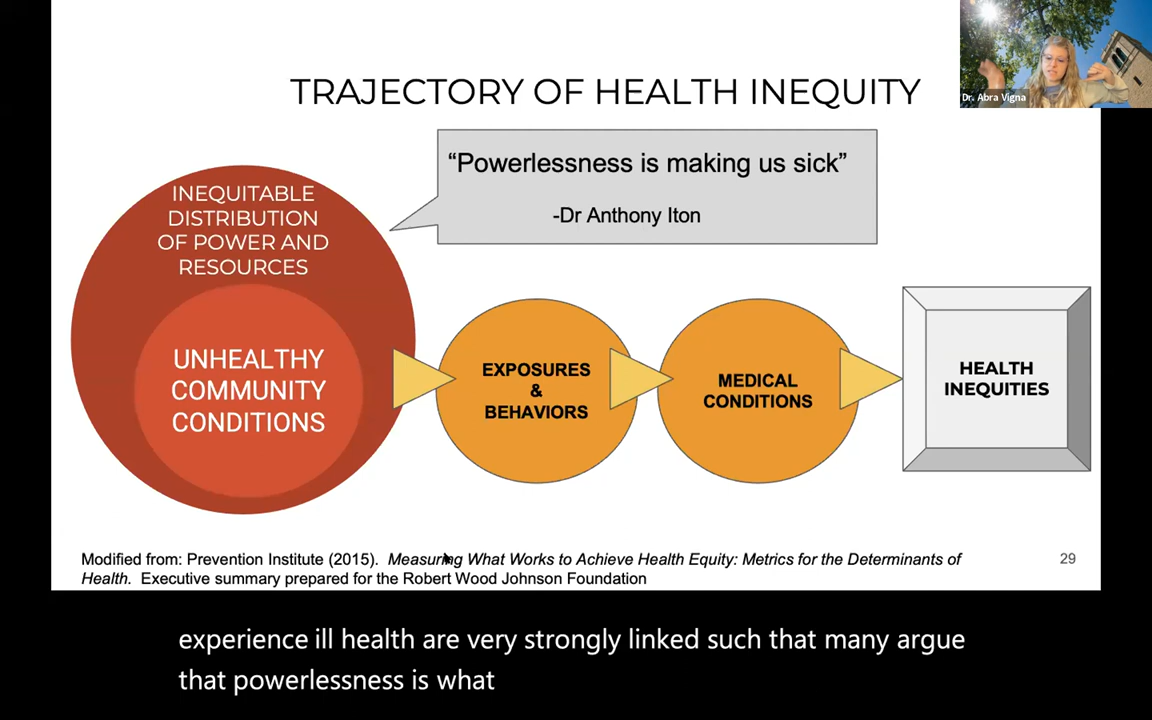 TRAJECTORY OF HEALTH INEQUITY
Dr. Abra Vigna
“Powerlessness is making us sick”
-Dr Anthony Iton
INEQUITABLE
DISTRIBUTION
OF POWER AND
RESOURCES
UNHEALTHY
COMMUNITY
CONDITIONS
EXPOSURES
&
BEHAVIORS
MEDICAL
CONDITIONS
HEALTH
INEQUITIES
Modified from: Prevention Institute (2015). Measuring What Works to Achieve Health Equity: Metrics for the Determinants of
Health. Executive summary prepared for the Robert Wood Johnson Foundation
29
experience ill health are very strongly linked such that many argue
that powerlessness is what